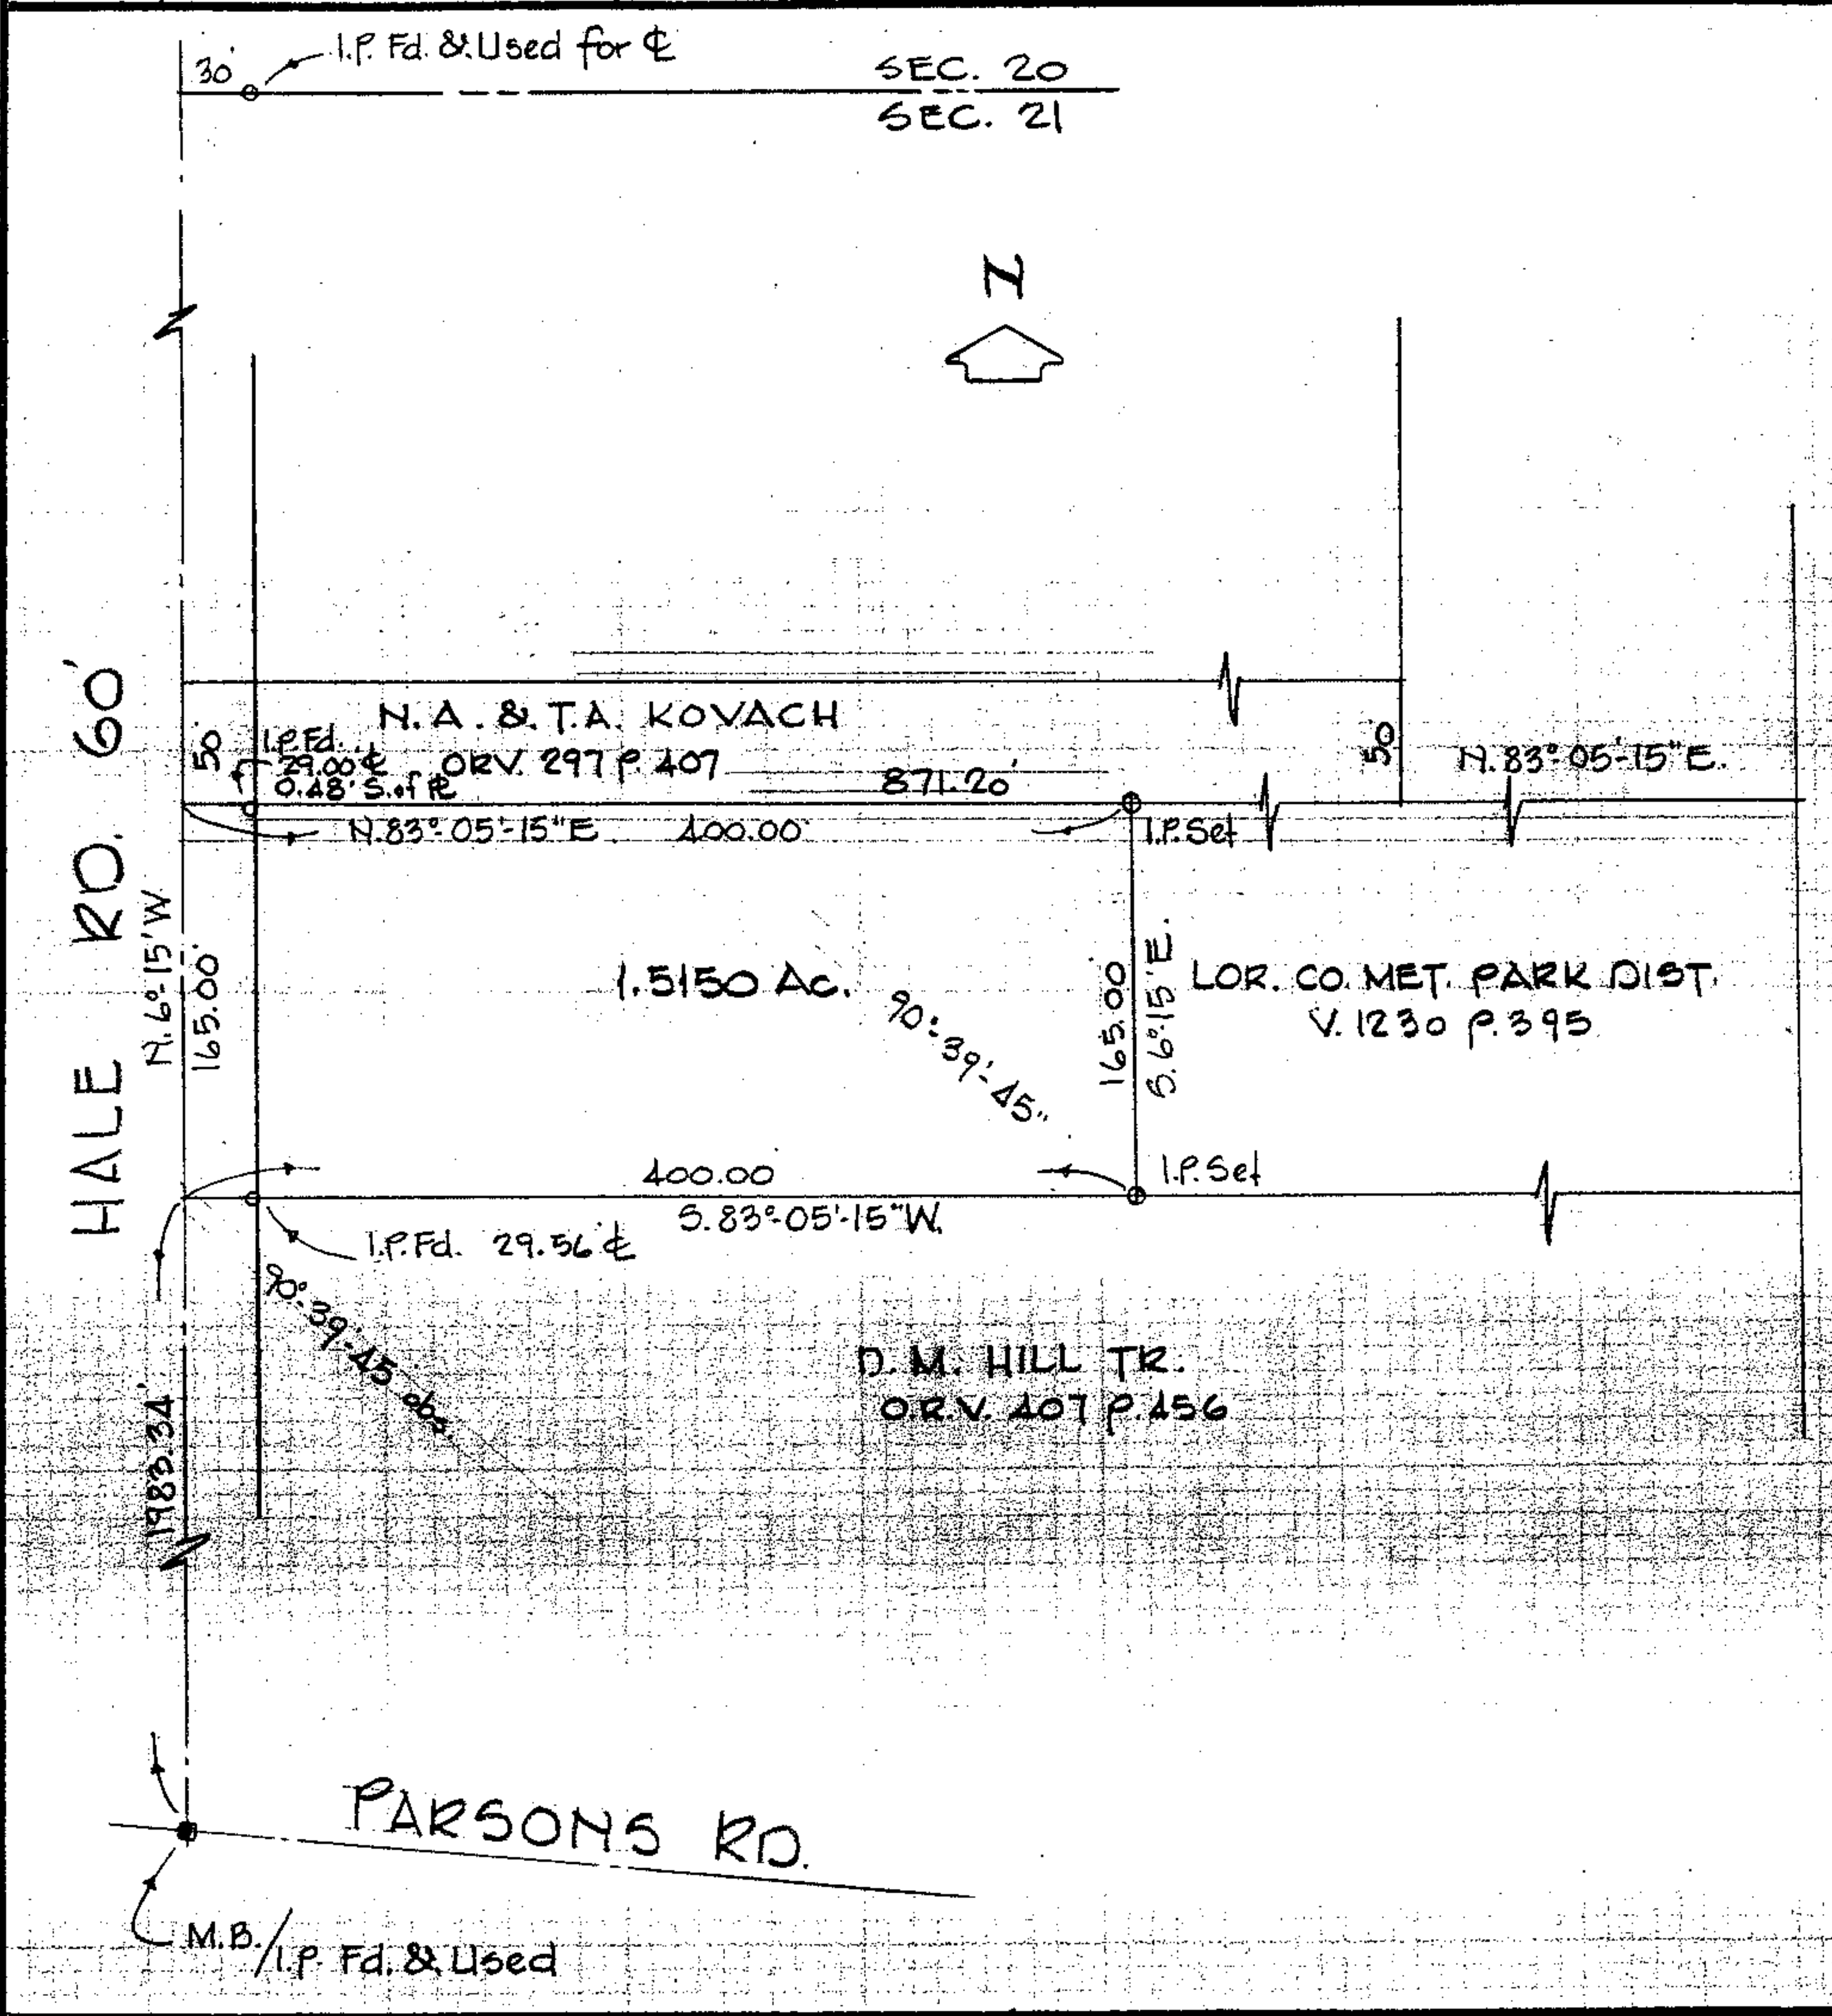 30'
I.P. Fd. & Used for ℄
SEC. 20
SEC. 21
N
HALE RD. 60'
N. A. & T.A. KOVACH
ORV. 297 P. 407
50'
I.P. Fd.
29.00 ℄
0.48' S. of ℄
871.20'
50'
N. 83°-05'-15" E.
N. 83°-05'-15" E. 400.00'
I.P. Set
N. 6°-15' W
165.00'
1.5150 Ac.
90°-39'-45"
165.00'
S. 6°-15' E.
LOR. CO. MET. PARK DIST.
V. 1230 P. 395
400.00'
S. 83°-05'-15" W.
I.P. Set
I.P. Fd. 29.56' ℄
90°-39'-45" obs.
D. M. HILL TR.
O.R.V. 407 P. 456
1983.34'
PARSONS RD.
M.B./I.P. Fd. & Used